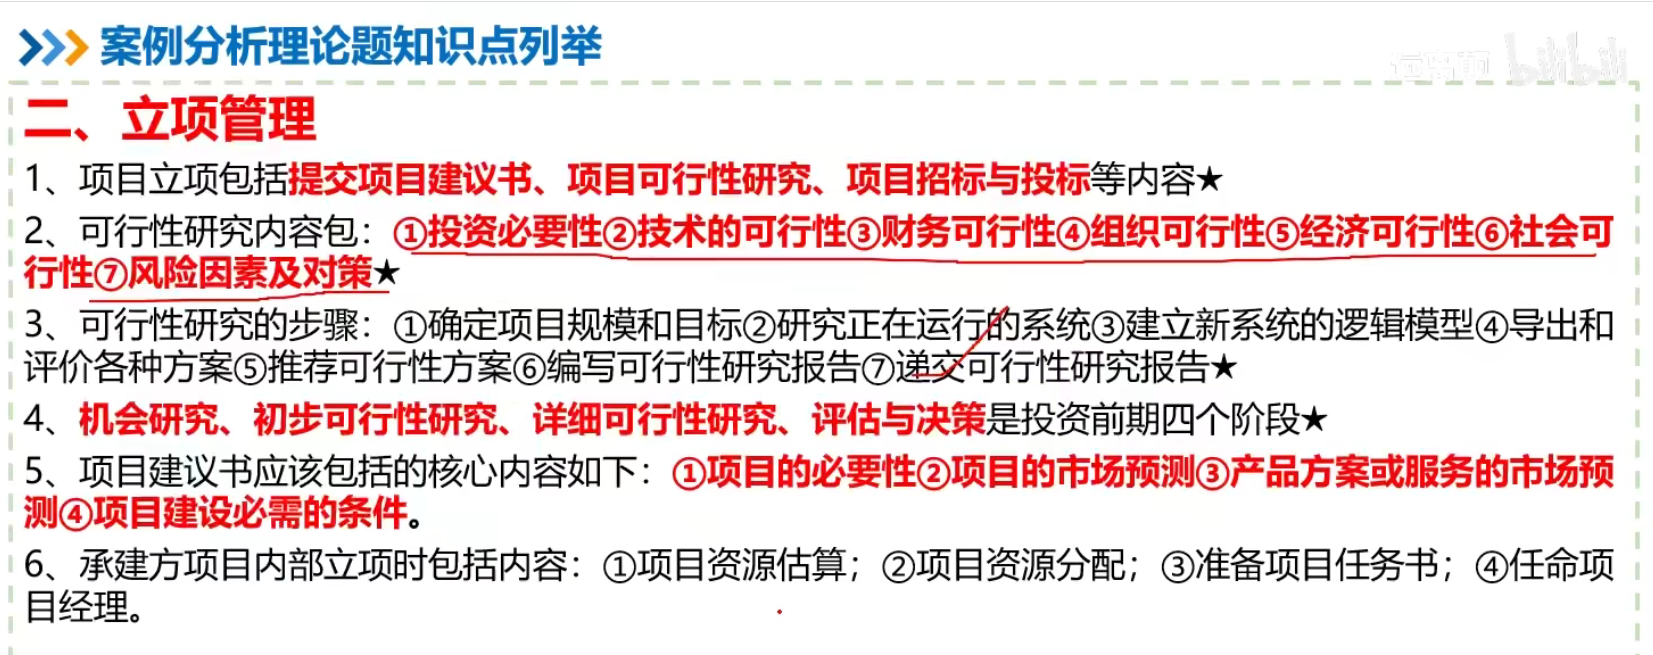 案例分析理论题知识点列举
bilibili
二、立项管理
1、项目立项包括提交项目建议书、项目可行性研究、项目招标与投标等内容★
2、可行性研究内容包：①投资必要性②技术的可行性③财务可行性④组织可行性⑤经济可行性⑥社会可
行性⑦风险因素及对策★
3、可行性研究的步骤：①确定项目规模和目标②研究正在运行的系统③建立新系统的逻辑模型④导出和
评价各种方案⑤推荐可行性方案⑥编写可行性研究报告⑦递交可行性研究报告★
4、机会研究、初步可行性研究、详细可行性研究、评估与决策是投资前期四个阶段★
5、项目建议书应该包括的核心内容如下：①项目的必要性②项目的市场预测③产品方案或服务的市场预
测④项目建设必需的条件。
6、承建方项目内部立项时包括内容：①项目资源估算；②项目资源分配；③准备项目任务书；④任命项
目经理。